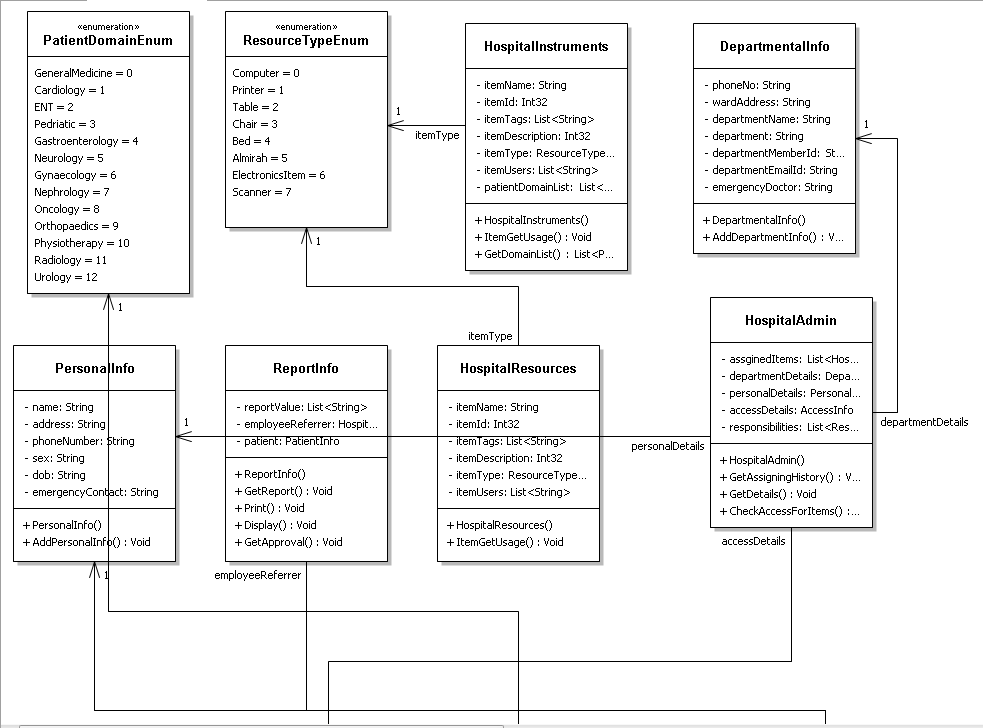 «enumeration»
PatientDomainEnum
GeneralMedicine = 0
Cardiology = 1
ENT = 2
Pediatric = 3
Gastroenterology = 4
Neurology = 5
Gynaecology = 6
Nephrology = 7
Oncology = 8
Orthopaedics = 9
Physiotherapy = 10
Radiology = 11
Urology = 12
«enumeration»
ResourceTypeEnum
Computer = 0
Printer = 1
Table = 2
Chair = 3
Bed = 4
Almirah = 5
ElectronicsItem = 6
Scanner = 7
1
itemType
HospitalInstruments
- itemName: String
- itemId: Int32
- itemTags: List<String>
- itemDescription: Int32
- itemType: ResourceType...
- itemUsers: List<String>
- patientDomainList: List<...
+ HospitalInstruments()
+ ItemGetUsage() : Void
+ GetDomainList() : List<P...
DepartmentalInfo
- phoneNo: String
- wardAddress: String
- departmentName: String
- department: String
- departmentMemberId: St...
- departmentEmailId: String
- emergencyDoctor: String
+ DepartmentalInfo()
+ AddDepartmentInfo() : V...
1
1
1
itemType
PersonalInfo
- name: String
- address: String
- phoneNumber: String
- sex: String
- dob: String
- emergencyContact: String
+ PersonalInfo()
+ AddPersonalInfo() : Void
1
ReportInfo
- reportValue: List<String>
- employeeReferrer: Hospit...
- patient: PatientInfo
+ ReportInfo()
+ GetReport() : Void
+ Print() : Void
+ Display() : Void
+ GetApproval() : Void
HospitalResources
- itemName: String
- itemId: Int32
- itemTags: List<String>
- itemDescription: Int32
- itemType: ResourceType...
- itemUsers: List<String>
+ HospitalResources()
+ ItemGetUsage() : Void
personalDetails
HospitalAdmin
- assginedItems: List<Hos...
- departmentDetails: Depa...
- personalDetails: Personal...
- accessDetails: AccessInfo
- responsibilities: List<Res...
+ HospitalAdmin()
+ GetAssigningHistory() : V...
+ GetDetails() : Void
+ CheckAccessForItems() :...
departmentDetails
accessDetails
1
employeeReferrer